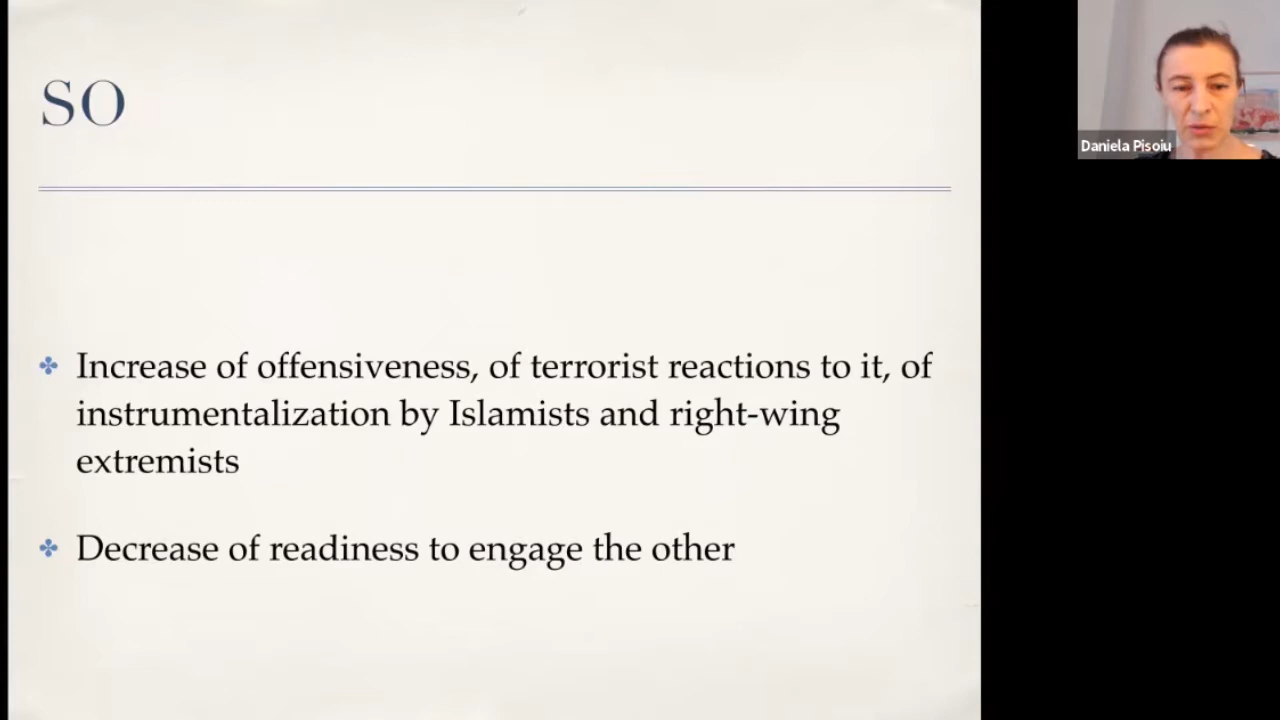 SO
Increase of offensiveness, of terrorist reactions to it, of
instrumentalization by Islamists and right-wing
extremists
Decrease of readiness to engage the other
Daniela Pisoiu